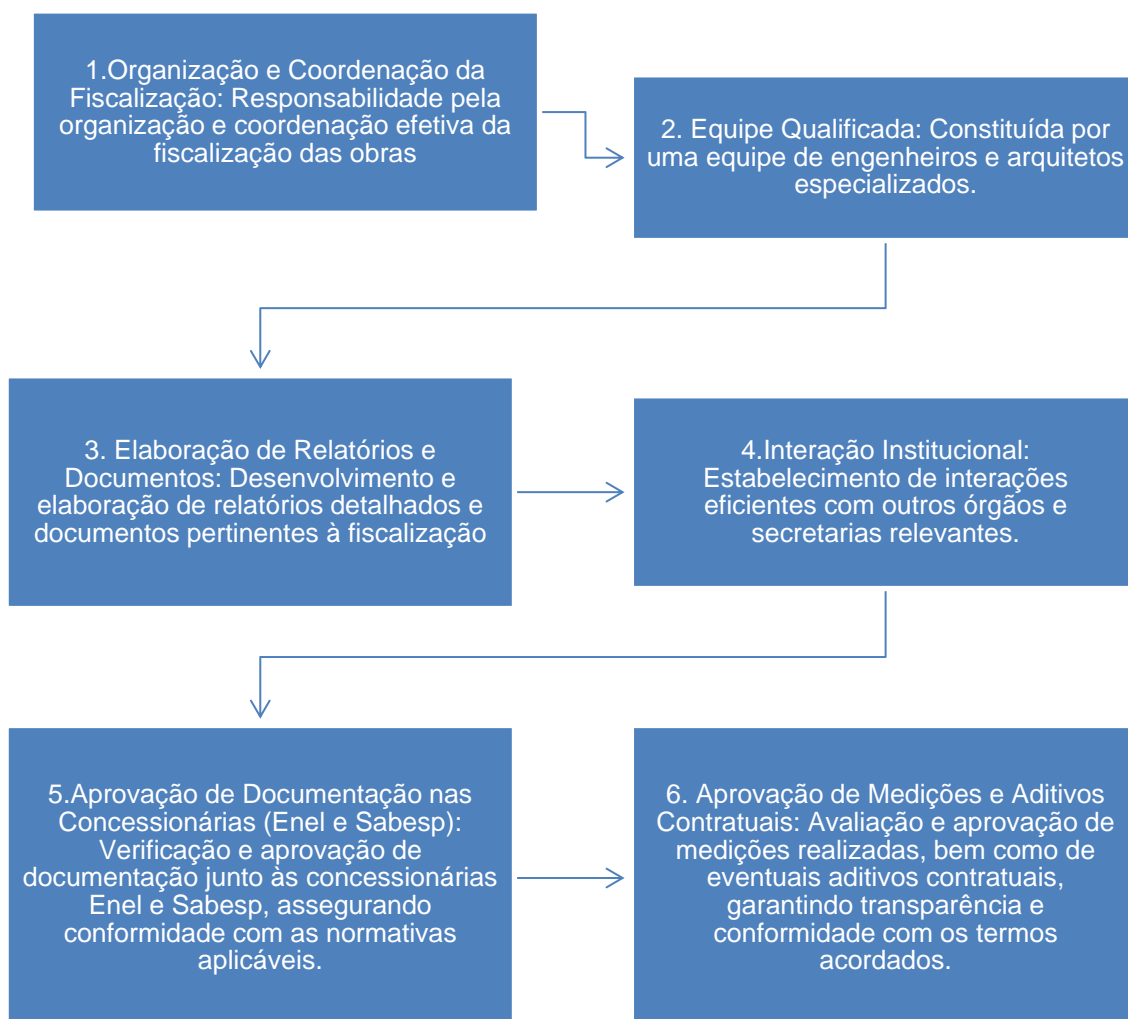 1.Organização e Coordenação da
Fiscalização: Responsabilidade pela
organização e coordenação efetiva da
fiscalização das obras
2. Equipe Qualificada: Constituída por
uma equipe de engenheiros e arquitetos
especializados.
3. Elaboração de Relatórios e
Documentos: Desenvolvimento e
elaboração de relatórios detalhados e
documentos pertinentes à fiscalização
4.Interação Institucional:
Estabelecimento de interações
eficientes com outros órgãos e
secretarias relevantes.
5.Aprovação de Documentação nas
Concessionárias (Enel e Sabesp):
Verificação e aprovação de
documentação junto às concessionárias
Enel e Sabesp, assegurando
conformidade com as normativas
aplicáveis.
6. Aprovação de Medições e Aditivos
Contratuais: Avaliação e aprovação de
medições realizadas, bem como de
eventuais aditivos contratuais,
garantindo transparência e
conformidade com os termos
acordados.